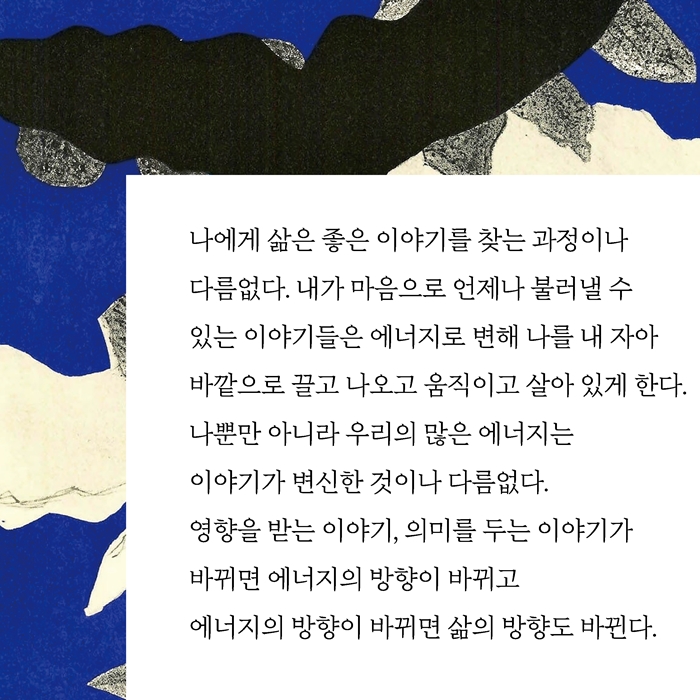 나에게 삶은 좋은 이야기를 찾는 과정이나
다름없다. 내가 마음으로 언제나 불러낼 수
있는 이야기들은 에너지로 변해 나를 내 자아
바깥으로 끌고 나오고 움직이고 살아 있게 한다.
나뿐만 아니라 우리의 많은 에너지는
이야기가 변신한 것이나 다름없다.
영향을 받는 이야기, 의미를 두는 이야기가
바뀌면 에너지의 방향이 바뀌고
에너지의 방향이 바뀌면 삶의 방향도 바뀐다.